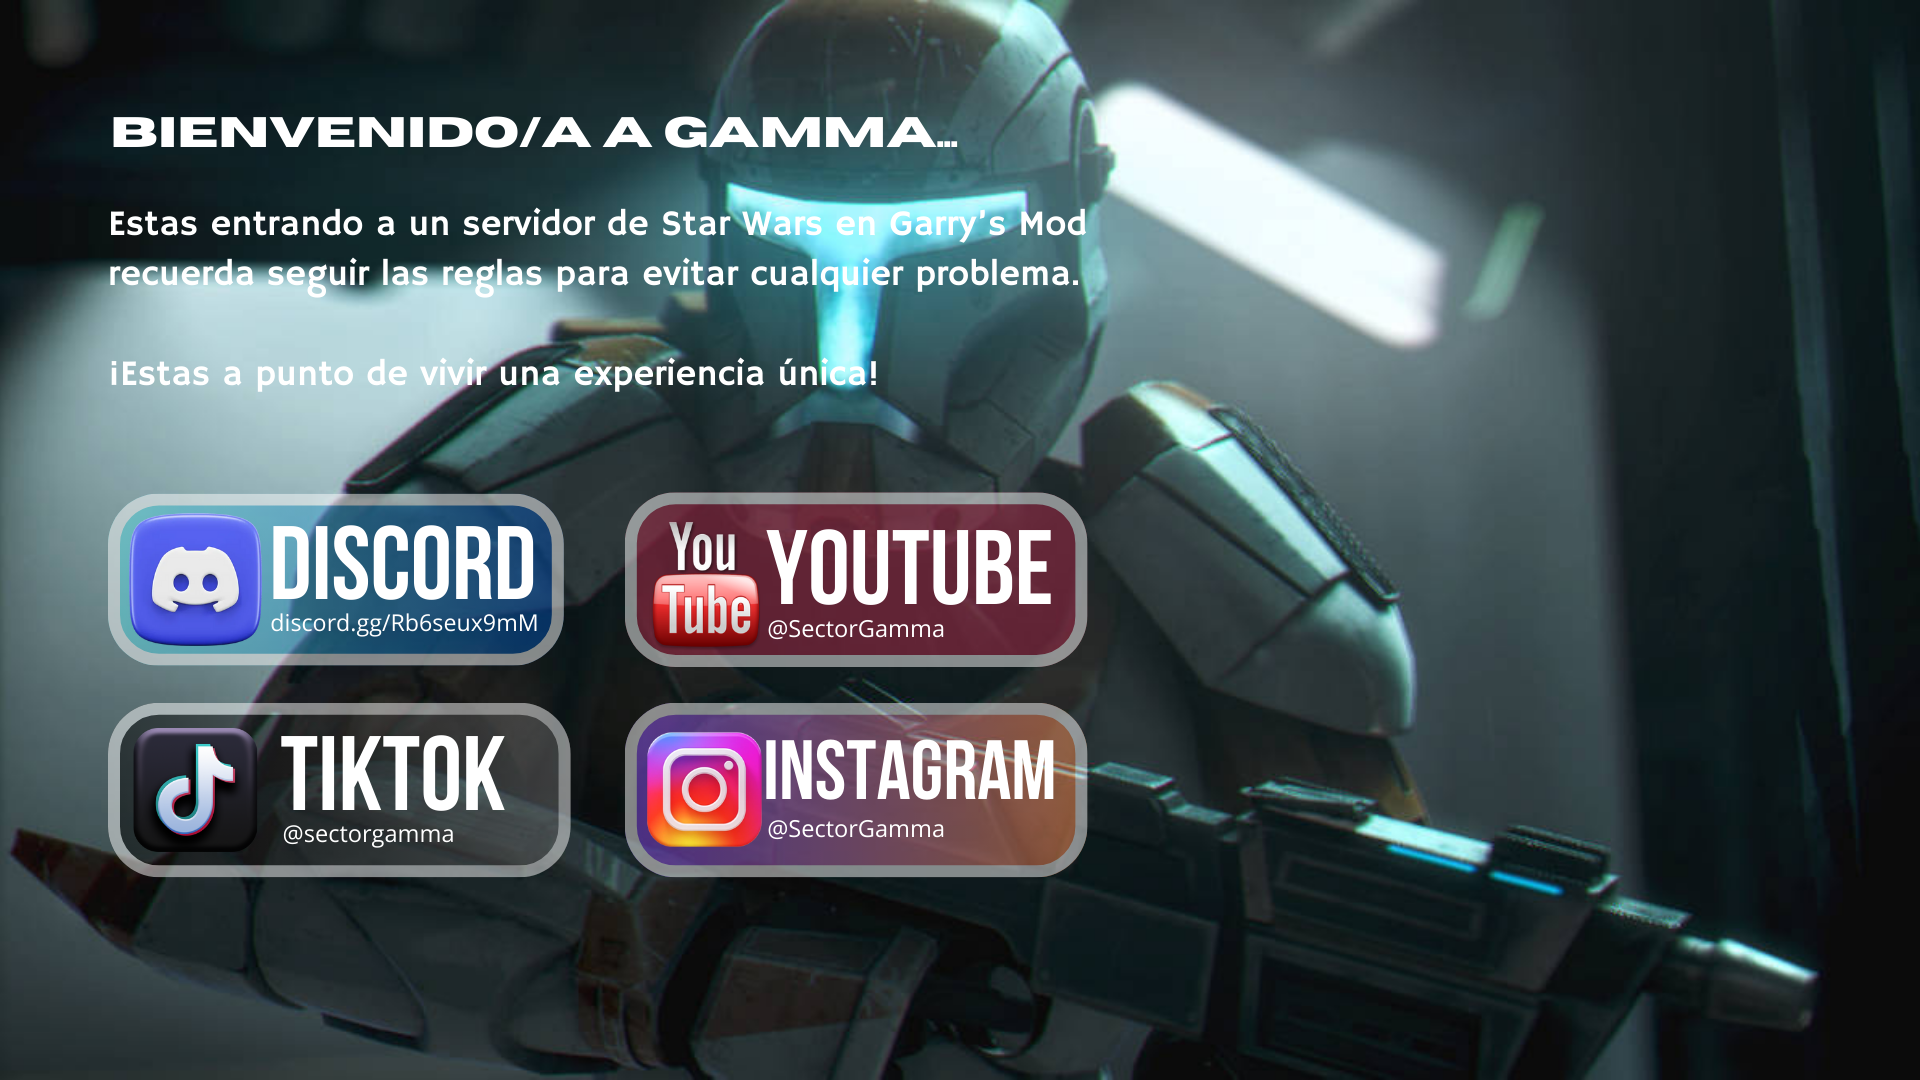 BIENVENIDO/A A GAMMA...
Estas entrando a un servidor de Star Wars en Garry's Mod
recuerda seguir las reglas para evitar cualquier problema.
¡Estas a punto de vivir una experiencia única!
DISCORD
discord.gg/Rb6seux9mM
You
Tube
YOUTUBE
@SectorGamma
TIKTOK
@sectorgamma
INSTAGRAM
@SectorGamma